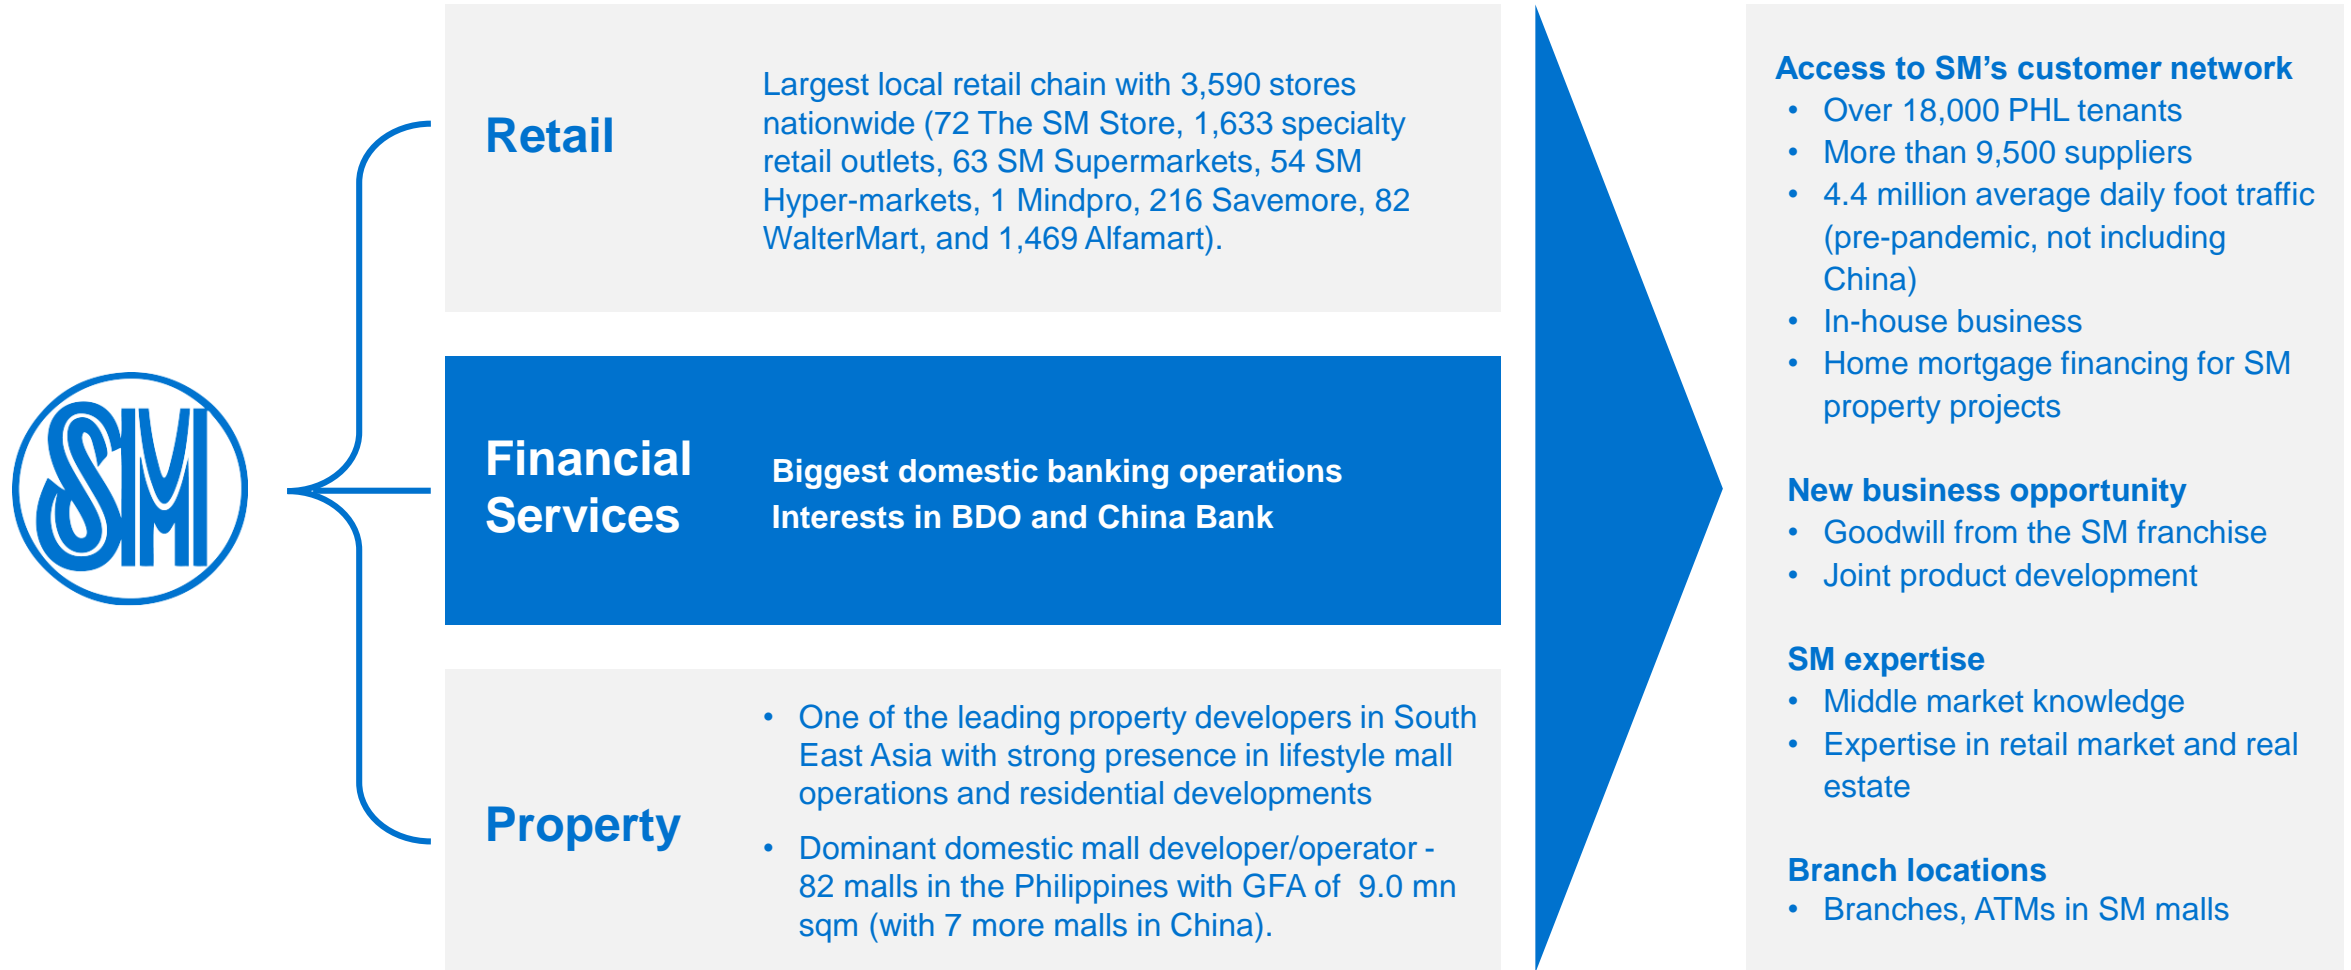 SM
Retail
Largest local retail chain with 3,590 stores
nationwide (72 The SM Store, 1,633 specialty
retail outlets, 63 SM Supermarkets, 54 SM
Hyper-markets, 1 Mindpro, 216 Savemore, 82
WalterMart, and 1,469 Alfamart).
Financial
Services
Biggest domestic banking operations
Interests in BDO and China Bank
Property
• One of the leading property developers in South
East Asia with strong presence in lifestyle mall
operations and residential developments
• Dominant domestic mall developer/operator -
82 malls in the Philippines with GFA of 9.0 mn
sqm (with 7 more malls in China).
Access to SM’s customer network
• Over 18,000 PHL tenants
• More than 9,500 suppliers
• 4.4 million average daily foot traffic
(pre-pandemic, not including
China)
• In-house business
• Home mortgage financing for SM
property projects
New business opportunity
• Goodwill from the SM franchise
• Joint product development
SM expertise
• Middle market knowledge
• Expertise in retail market and real
estate
Branch locations
• Branches, ATMs in SM malls